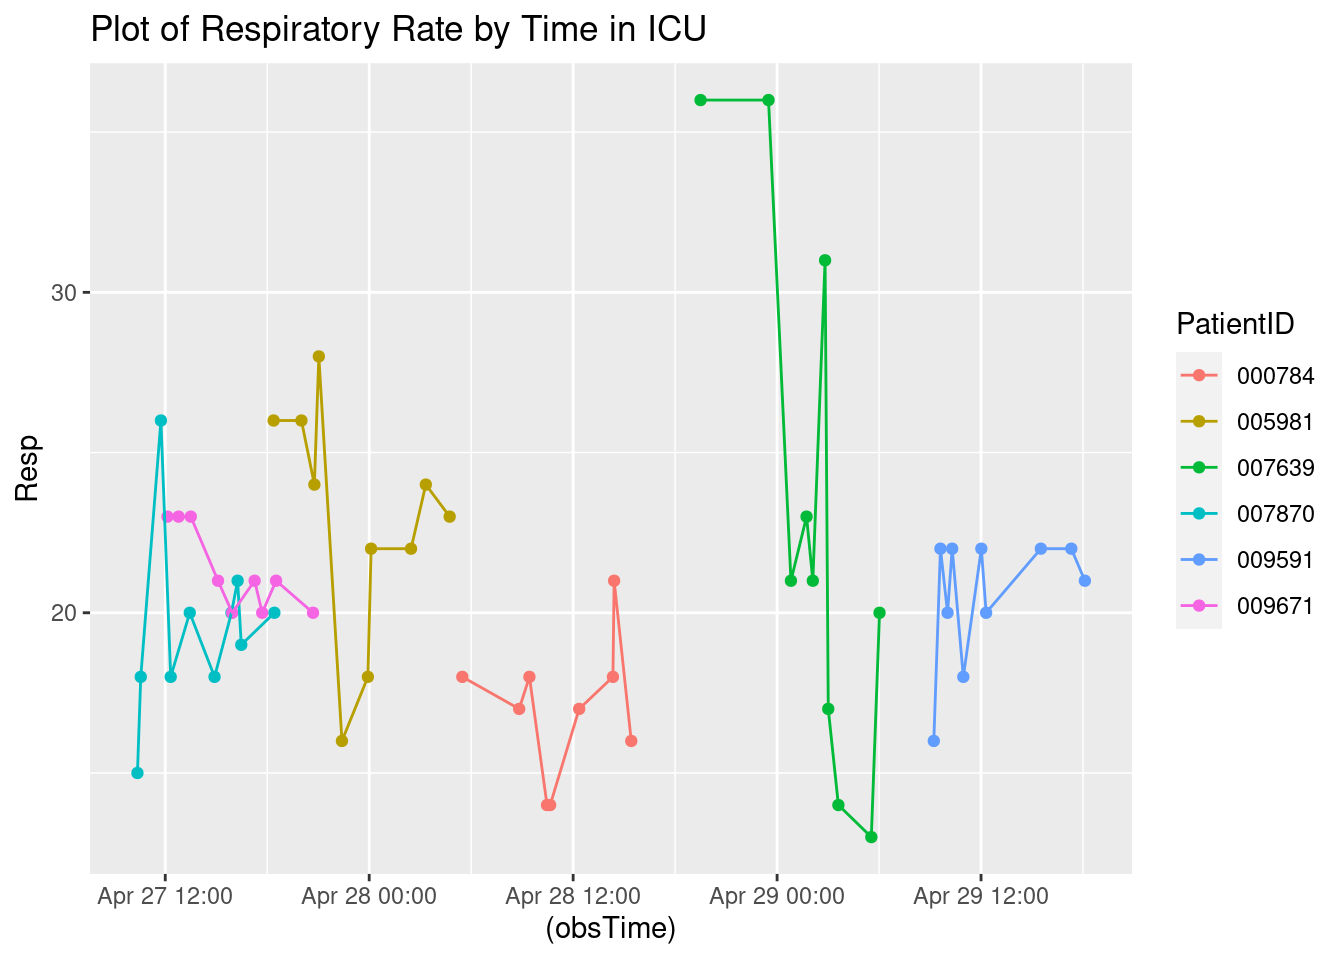 Plot of Respiratory Rate by Time in ICU
Resp
30
20
Apr 27 12:00
Apr 28 00:00
Apr 28 12:00
Apr 29 00:00
Apr 29 12:00
(obsTime)
PatientID
000784
005981
007639
007870
009591
009671